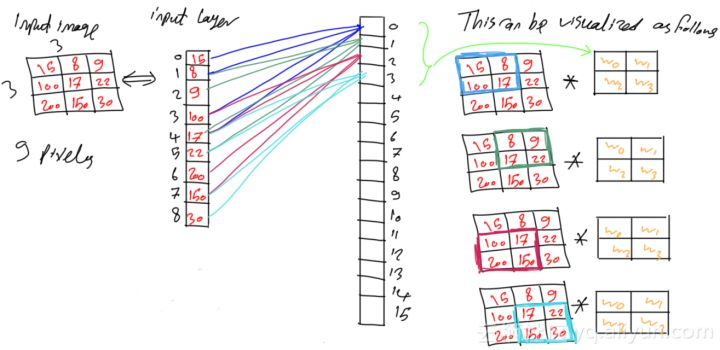 Input image
3
3
15 8 9
100 17 22
200 150 30
9 Pixels
input Layer
0 15
1 8
2 9
3 100
4 17
5 22
6 200
7 150
8 30
0
1
2
3
4
5
6
7
8
9
10
11
12
13
14
15
This can be visualized as follows
15 8 9
100 17 22
200 150 30
*
w0 w1
w2 w3
15 8 9
100 17 22
200 150 30
*
w0 w1
w2 w3
15 8 9
100 17 22
200 150 30
*
w0 w1
w2 w3
15 8 9
100 17 22
200 150 30
*
w0 w1
w2 w3